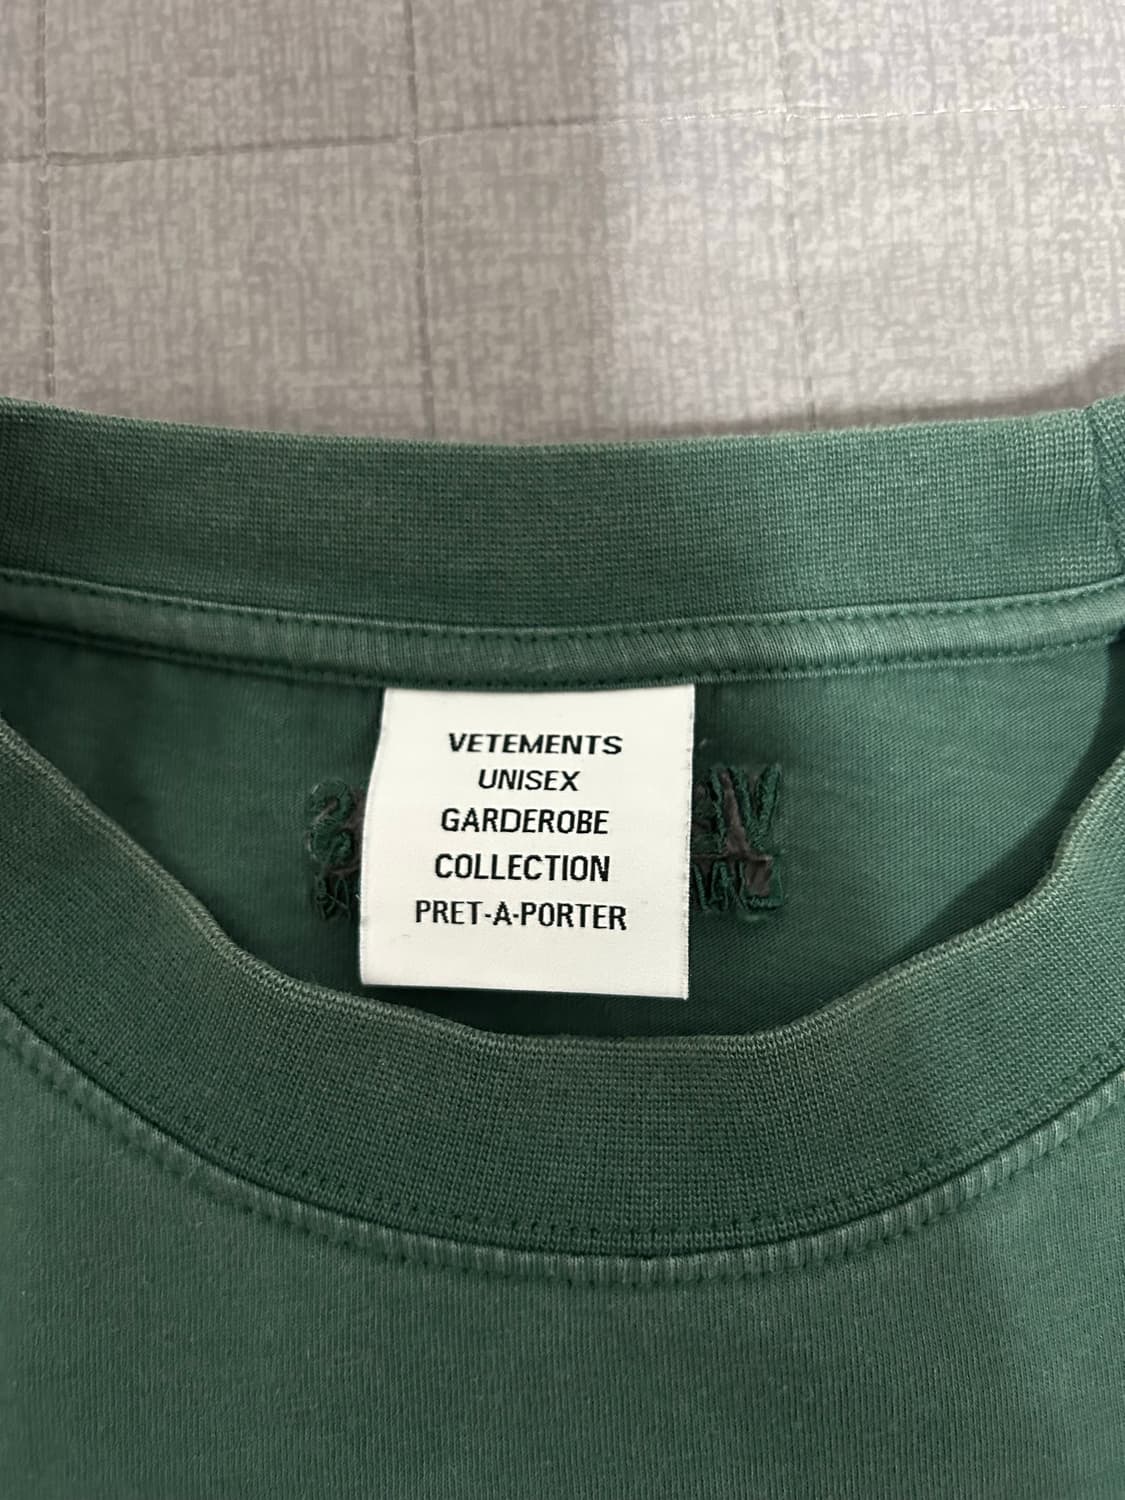 VETEMENTS
UNISEX
GARDEROBE
COLLECTION
PRET-A-PORTER